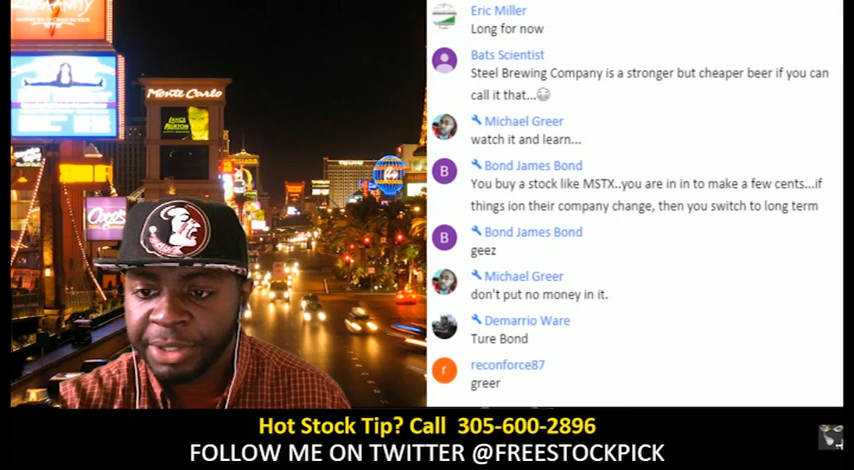 Monte Carlo
LANCE
BURTON
Coco's
Eric Miller
Long for now
Bats Scientist
Steel Brewing Company is a stronger but cheaper beer if you can
call it that...
Michael Greer
watch it and learn...
B
Bond James Bond
You buy a stock like MSTX..you are in in to make a few cents...if
things ion their company change, then you switch to long term
B
Bond James Bond
geez
Michael Greer
don't put no money in it.
Demarrio Ware
Ture Bond
r
reconforce87
greer
Hot Stock Tip? Call 305-600-2896
FOLLOW ME ON TWITTER @FREESTOCKPICK